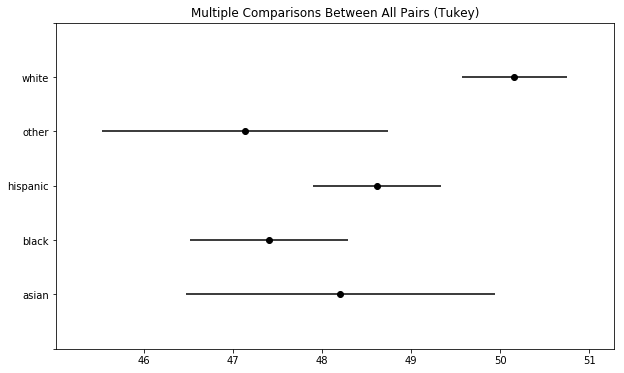 Multiple Comparisons Between All Pairs (Tukey)
white
other
hispanic
black
asian
46 47 48 49 50 51